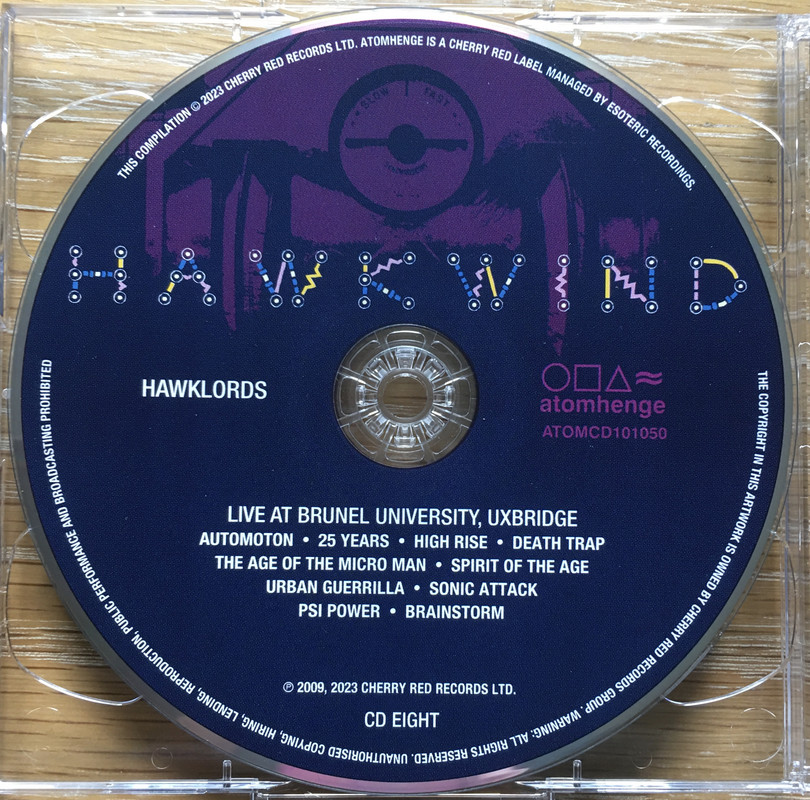 THIS COMPILATION © 2023 CHERRY RED RECORDS LTD. ATOMHENGE IS A CHERRY RED LABEL MANAGED BY ESOTERIC RECORDINGS.
SLOW FAST
HAWKWIND
HAWKLORDS
atomhenge
ATOMCD101050
LIVE AT BRUNEL UNIVERSITY, UXBRIDGE
AUTOMOTON • 25 YEARS • HIGH RISE • DEATH TRAP
THE AGE OF THE MICRO MAN • SPIRIT OF THE AGE
URBAN GUERRILLA • SONIC ATTACK
PSI POWER • BRAINSTORM
℗ 2009, 2023 CHERRY RED RECORDS LTD.
CD EIGHT
THE COPYRIGHT IN THIS ARTWORK IS OWNED BY CHERRY RED RECORDS GROUP. WARNING: ALL RIGHTS RESERVED. UNAUTHORISED COPYING, HIRING, LENDING, REPRODUCTION, PUBLIC PERFORMANCE AND BROADCASTING PROHIBITED